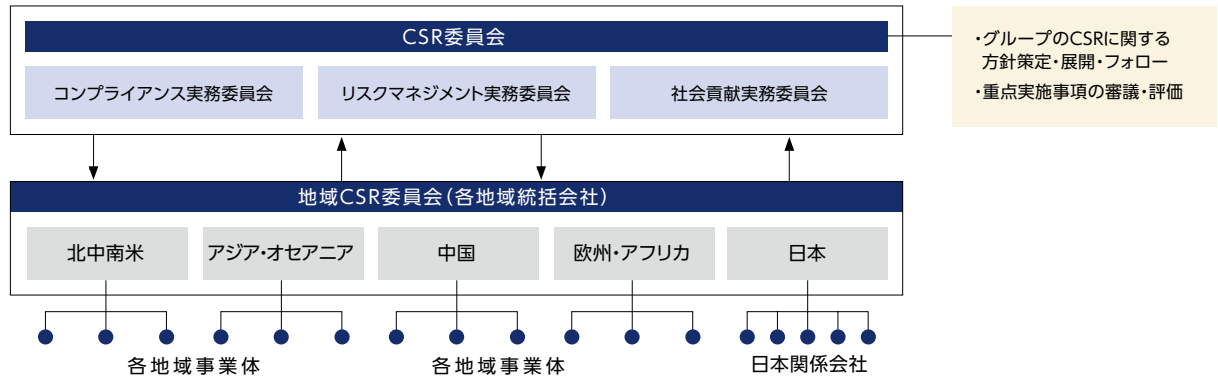 CSR委員会
コンプライアンス実務委員会
リスクマネジメント実務委員会
社会貢献実務委員会
・グループのCSRに関する
方針策定・展開・フォロー
・重点実施事項の審議・評価
地域CSR委員会(各地域統括会社)
北中南米
アジア・オセアニア
中国
欧州・アフリカ
日本
各地域事業体
各地域事業体
日本関係会社